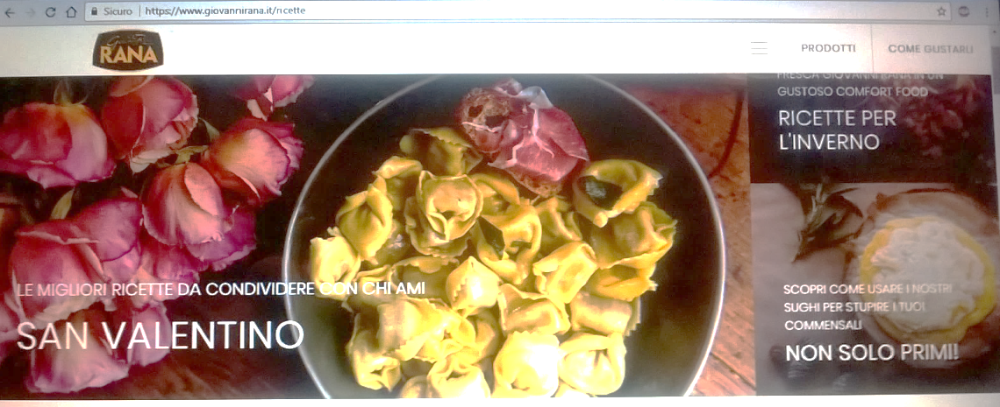 Sicuro https://www.giovannirana.it/ricette
RANA
PRODOTTI
COME GUSTARLI
LE MIGLIORI RICETTE DA CONDIVIDERE CON CHI AMI
SAN VALENTINO
FRESCA GIOVANNI RANA IN UN
GUSTOSO COMFORT FOOD
RICETTE PER
L'INVERNO
SCOPRI COME USARE I NOSTRI
SUGHI PER STUPIRE I TUOI
COMMENSALI
NON SOLO PRIMI!